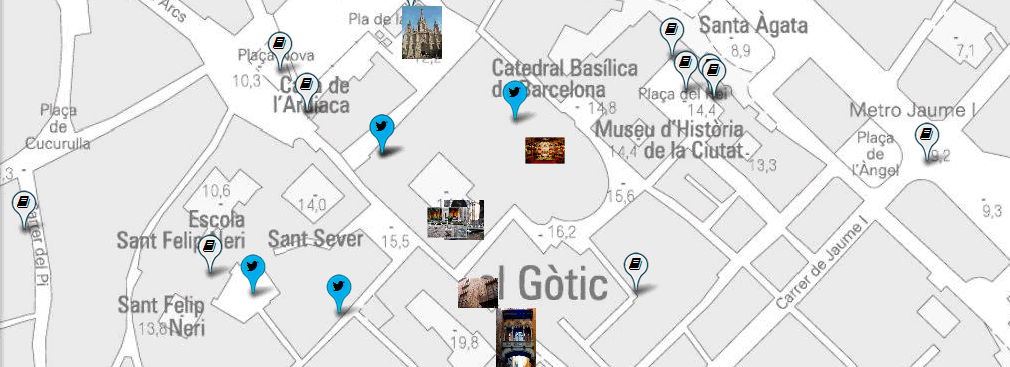 Arcs
Pla de la
12,2
Santa Àgata
8,9
7,1
Plaça Nova
10,3
Casa de
l'Ardiaca
Catedral Basílica
de Barcelona
14,8
Plaça del Rei
14,4
Metro Jaume I
Plaça
de
Cucurulla
Museu d'Història
de la Ciutat
14,4
13,3
Plaça
de
l'Àngel
9,2
10,6
14,0
15,6
9,3
Escola
Sant Felip Neri
Sant Sever
15,5
16,2
Carrer del Pi
Carrer de Jaume I
l Gòtic
Sant Felip
Neri
13,8
19,8